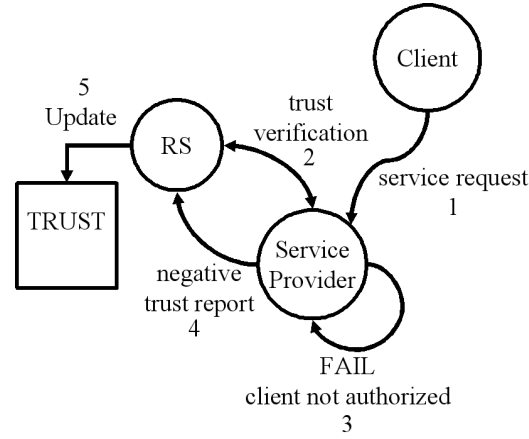 Client
5
Update
RS
trust
verification
2
service request
1
TRUST
Service
Provider
negative
trust report
4
FAIL
client not authorized
3